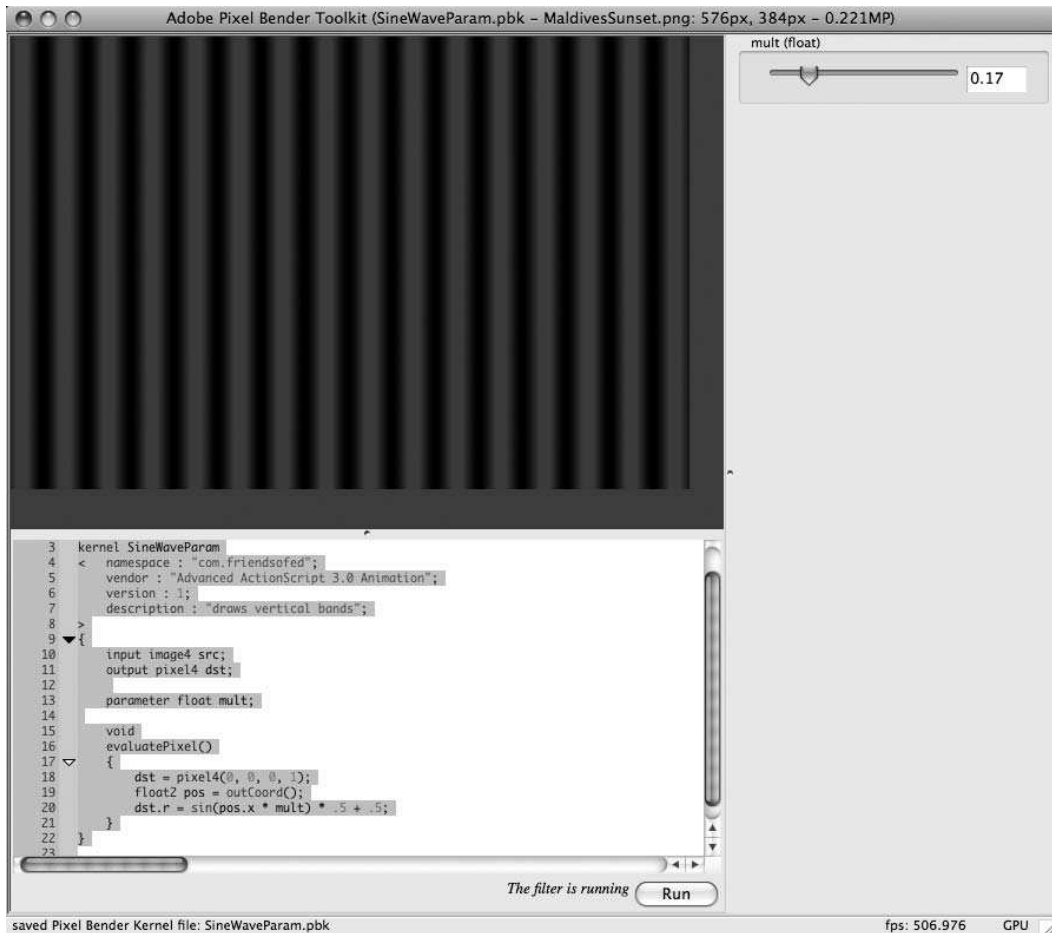 Adobe Pixel Bender Toolkit (SineWaveParam.pbk – MaldivesSunset.png: 576px, 384px – 0.221MP)
mult (float)
0.17
3 kernel SineWaveParam
4 < namespace : "com.friendsofed";
5 vendor : "Advanced ActionScript 3.0 Animation";
6 version : 1;
7 description : "draws vertical bands";
8 >
9 {
10 input image4 src;
11 output pixel4 dst;
12
13 parameter float mult;
14
15 void
16 evaluatePixel()
17 {
18 dst = pixel4(0, 0, 0, 1);
19 float2 pos = outCoord();
20 dst.r = sin(pos.x * mult) * .5 + .5;
21 }
22 }
23
The filter is running
Run
saved Pixel Bender Kernel file: SineWaveParam.pbk
fps: 506.976
GPU